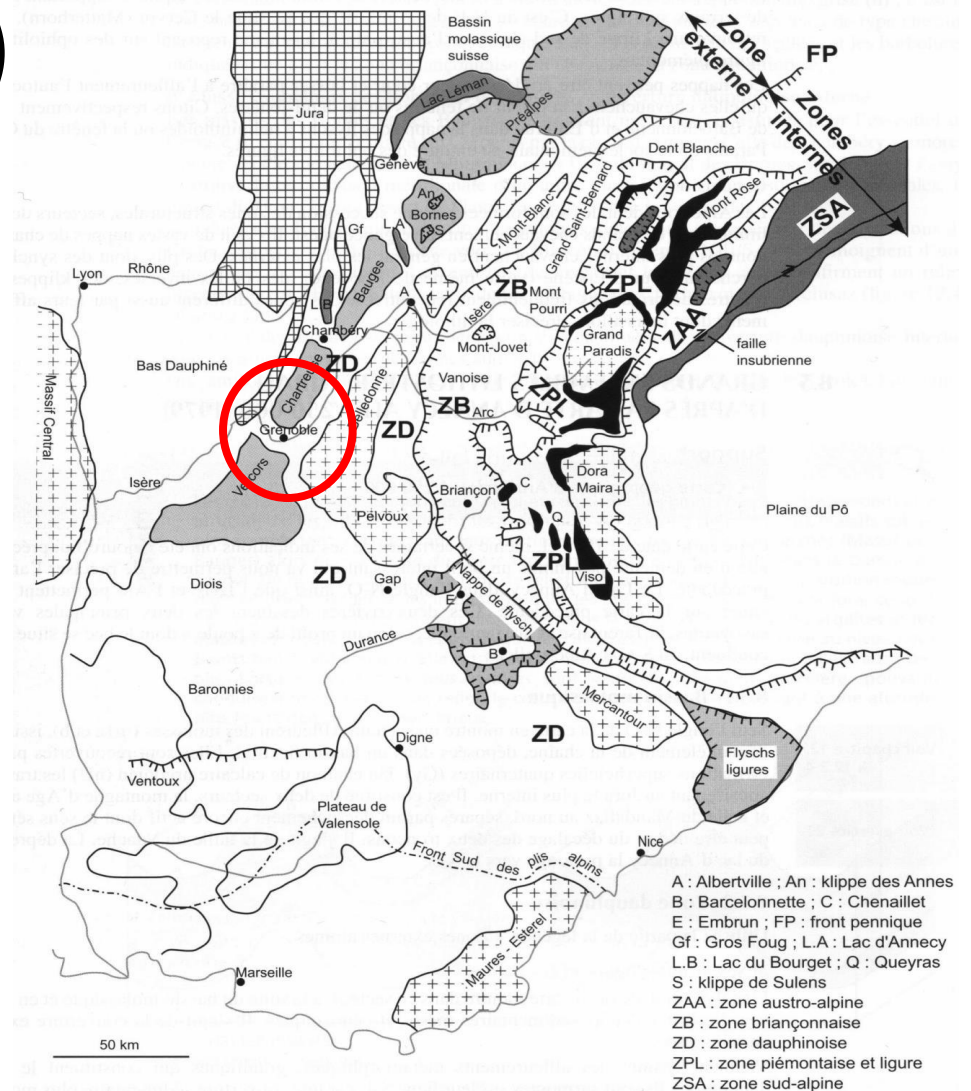 Bassin
molassique
suisse
zone
externe
FP
Zones
internes
Lac Léman
Préalpes
Jura
Genève
Dent Blanche
Mont Rose
Grand Saint-Bernard
Mont-Blanc
ZSA
An
Bornes
S
A
Gf
Bauges
Lyon
Rhône
B
A
C
Isère
ZB
Mont
Pourri
ZPL
ZAA
Chambéry
Mont-Jovet
Grand
Paradis
faille
insubrienne
Bas Dauphiné
ZD
Chartreuse
Belledonne
Vanoise
ZB
Arc
ZPL
Massif Central
Grenoble
ZD
Vercors
Isère
Briançon
C
Dora
Maira
Plaine du Pô
Pelvoux
Q
ZPL
Viso
Diois
ZD
Gap
E
Nappe de flysch
Durance
B
Baronnies
Mercantour
Digne
ZD
Flyschs
ligures
Ventoux
Plateau de
Valensole
Front Sud des plis alpins
Nice
Maures - Esterel
Marseille
50 km
A : Albertville ; An : klippe des Annes
B : Barcelonnette ; C : Chenaillet
E : Embrun ; FP : front pennique
Gf : Gros Foug ; L.A : Lac d'Annecy
L.B : Lac du Bourget ; Q : Queyras
S : klippe de Sulens
ZAA : zone austro-alpine
ZB : zone briançonnaise
ZD : zone dauphinoise
ZPL : zone piémontaise et ligure
ZSA : zone sud-alpine